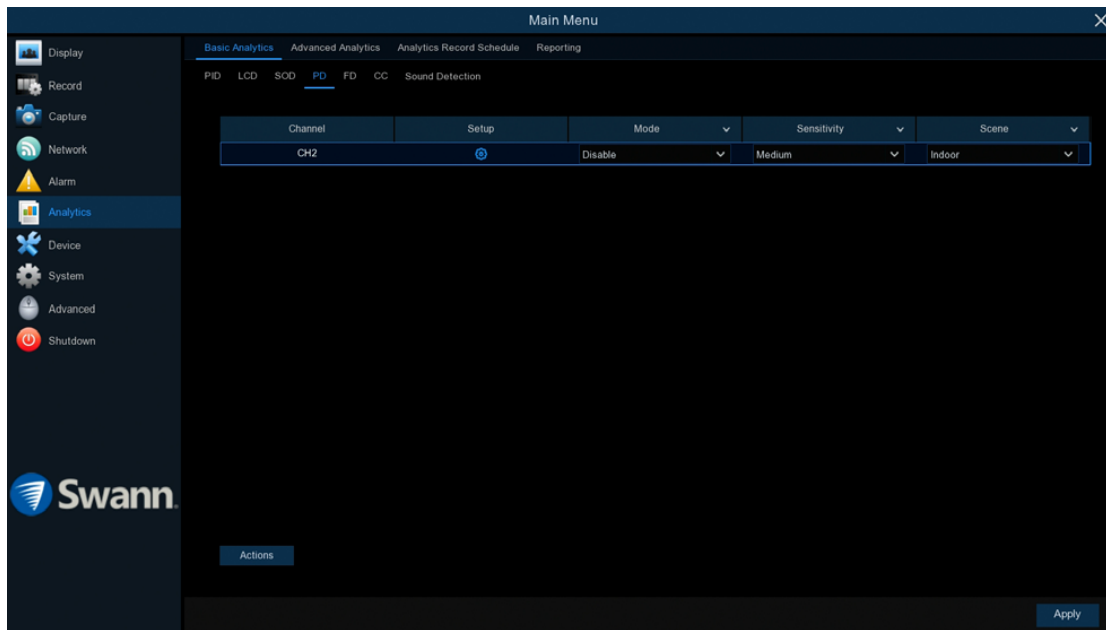 Main Menu
Display
Record
Capture
Network
Alarm
Analytics
Device
System
Advanced
Shutdown
Swann
Basic Analytics Advanced Analytics Analytics Record Schedule Reporting
PID LCD SOD PD FD CC Sound Detection
Channel Setup Mode Sensitivity Scene
CH2 Disable Medium Indoor
Actions
Apply